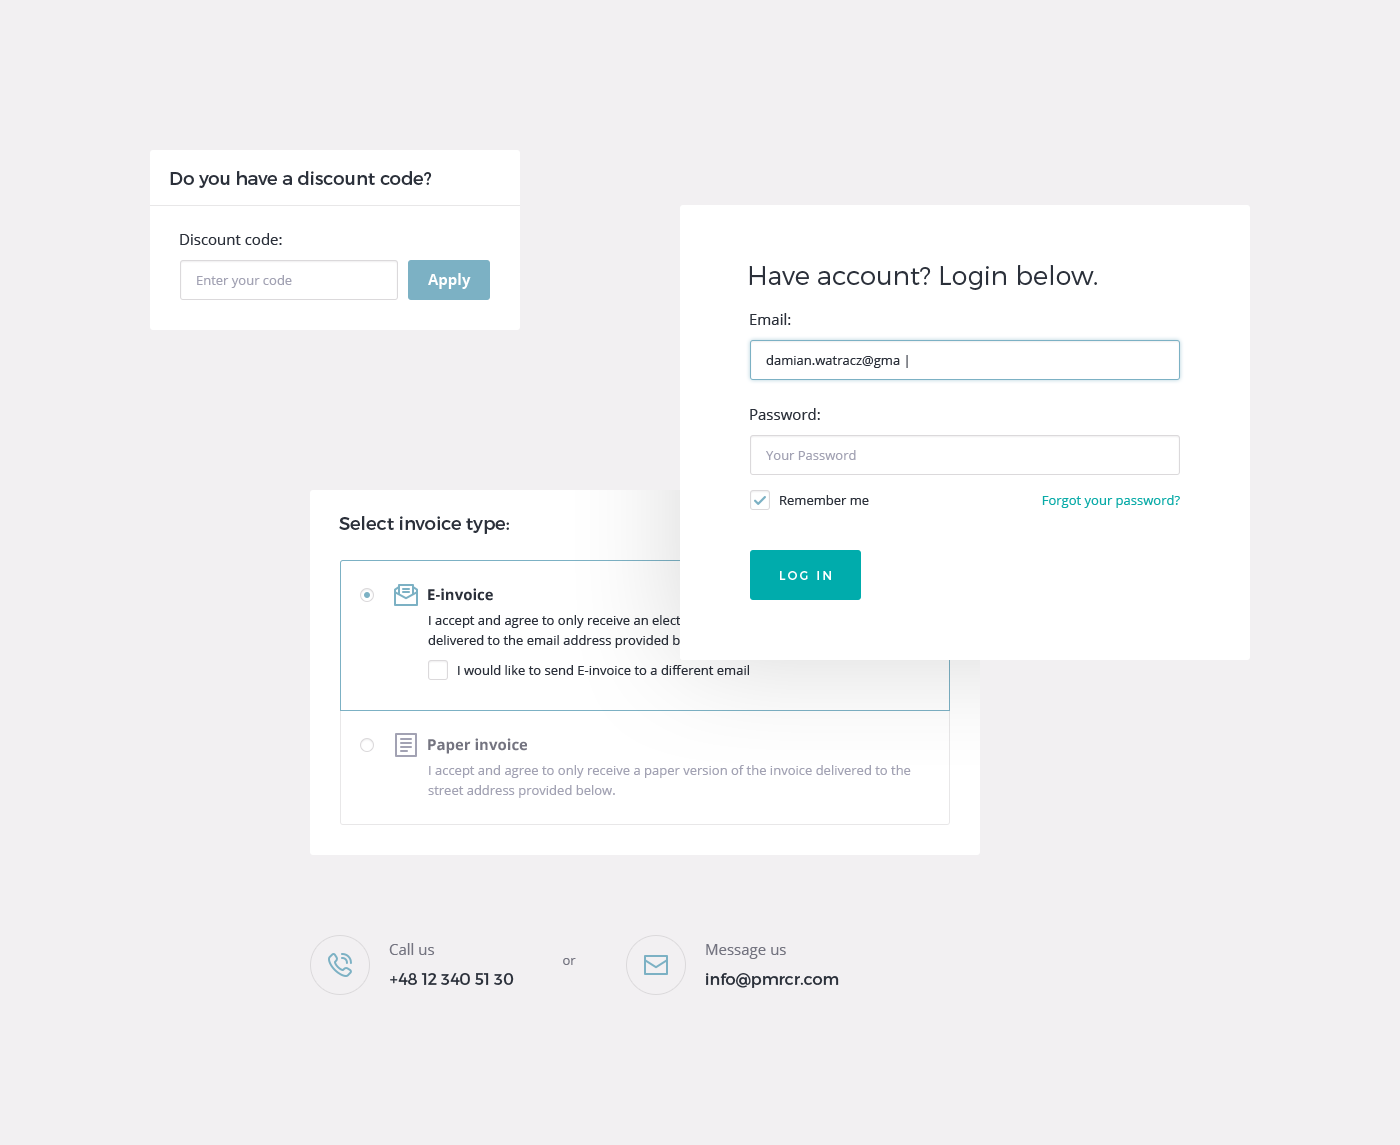 Do you have a discount code?
Discount code:
Enter your code
Apply
Have account? Login below.
Email:
damian.watracz@gma |
Password:
Your Password
Remember me
Forgot your password?
LOG IN
Select invoice type:
E-invoice
I accept and agree to only receive an elect
delivered to the email address provided b
I would like to send E-invoice to a different email
Paper invoice
I accept and agree to only receive a paper version of the invoice delivered to the
street address provided below.
Call us
+48 12 340 51 30
or
Message us
info@pmrcr.com